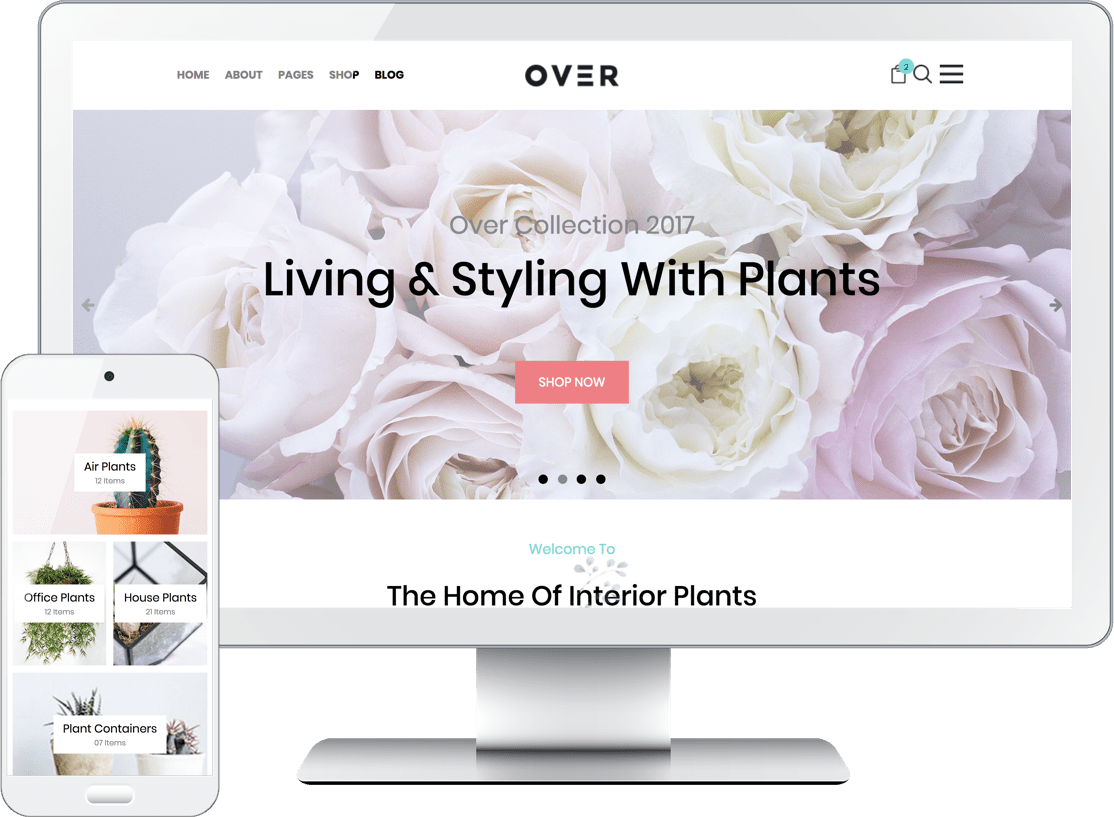 HOME ABOUT PAGES SHOP BLOG
OVER
2
Over Collection 2017
Living & Styling With Plants
SHOP NOW
Welcome To
The Home Of Interior Plants
Air Plants
12 Items
Office Plants
12 Items
House Plants
21 Items
Plant Containers
07 Items